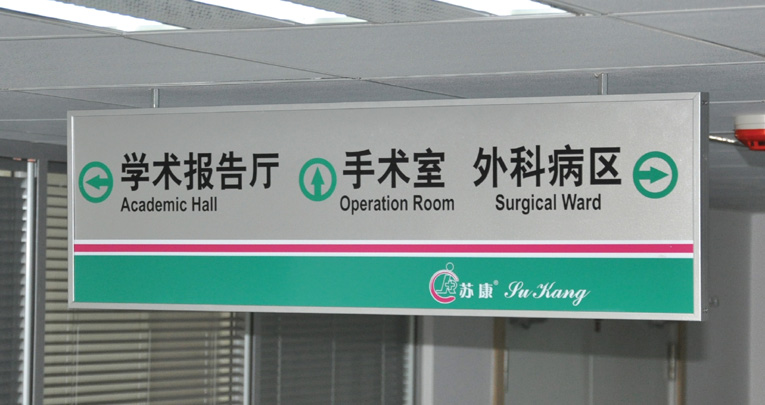 学术报告厅 手术室 外科病区
Academic Hall Operation Room Surgical Ward
苏康® Su Kang